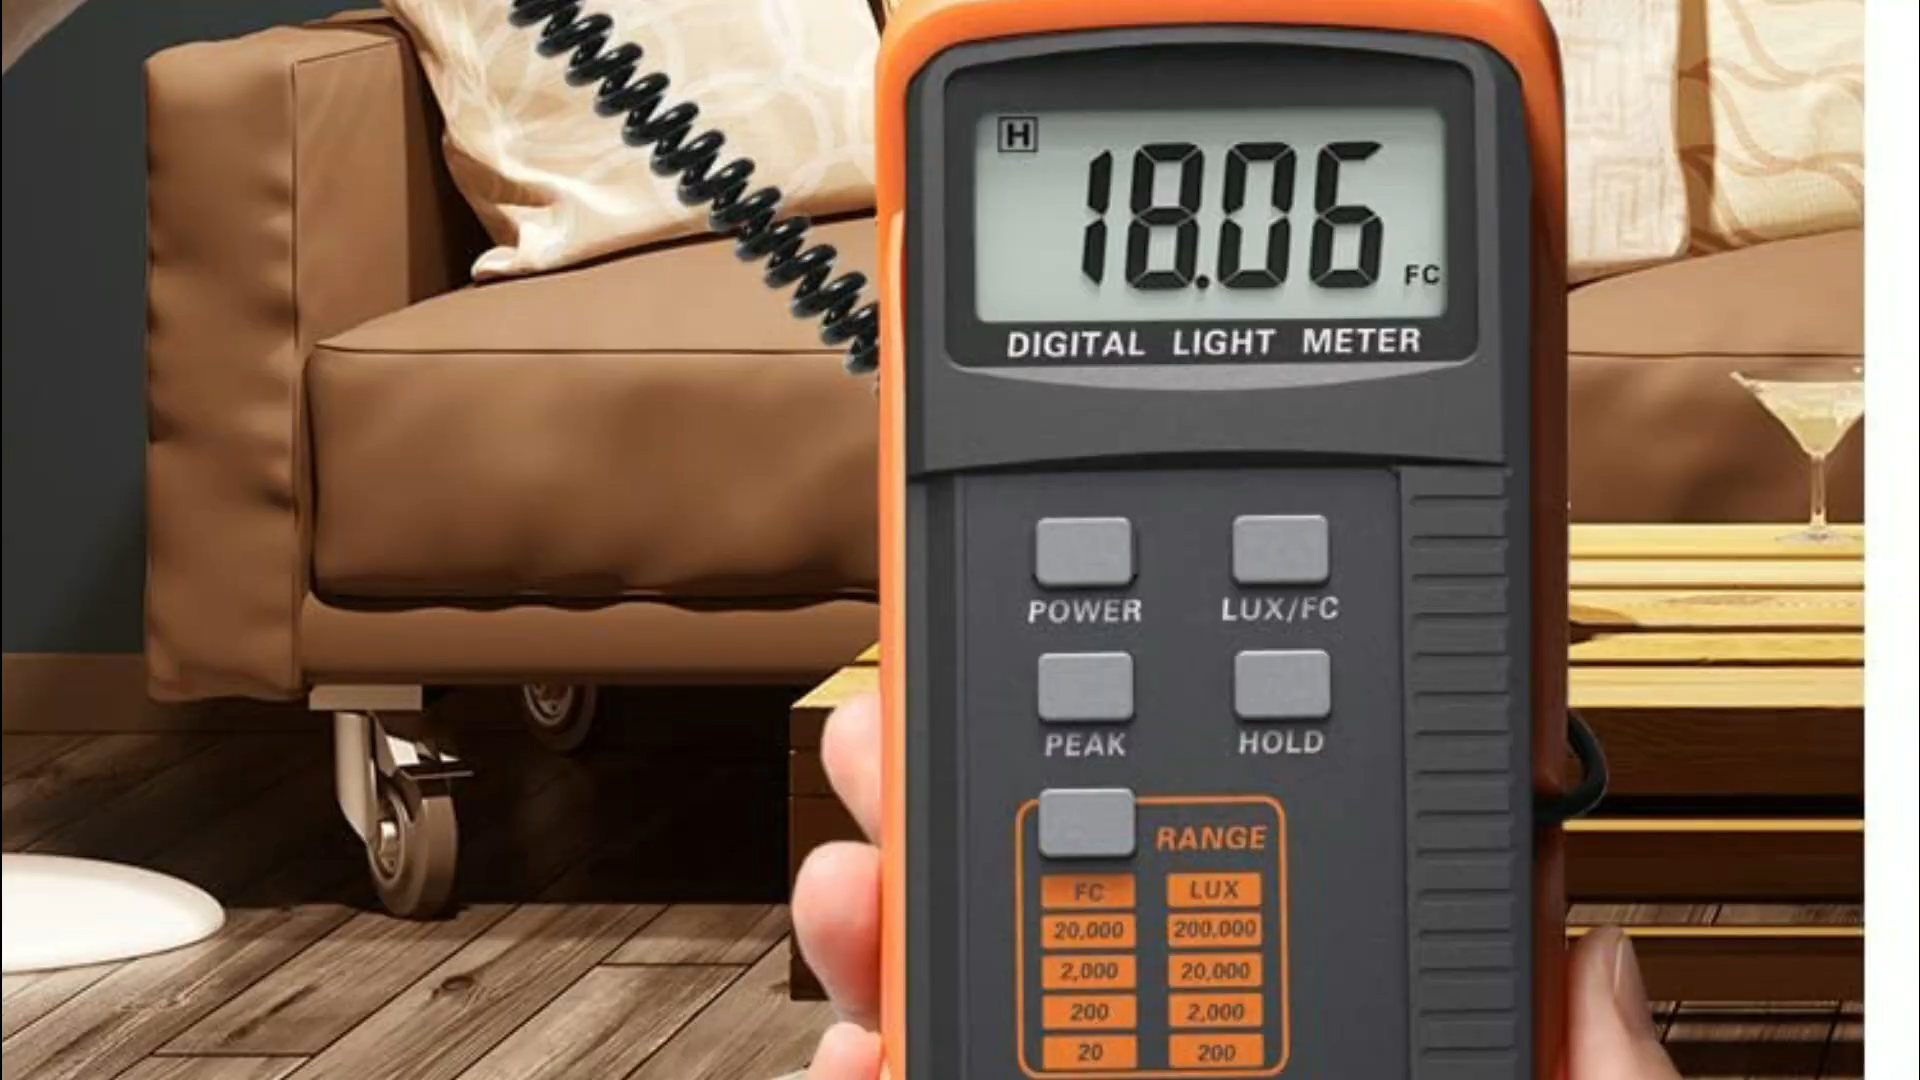 H
18.06 FC
DIGITAL LIGHT METER
POWER LUX/FC
PEAK HOLD
RANGE
FC LUX
20,000 200,000
2,000 20,000
200 2,000
20 200